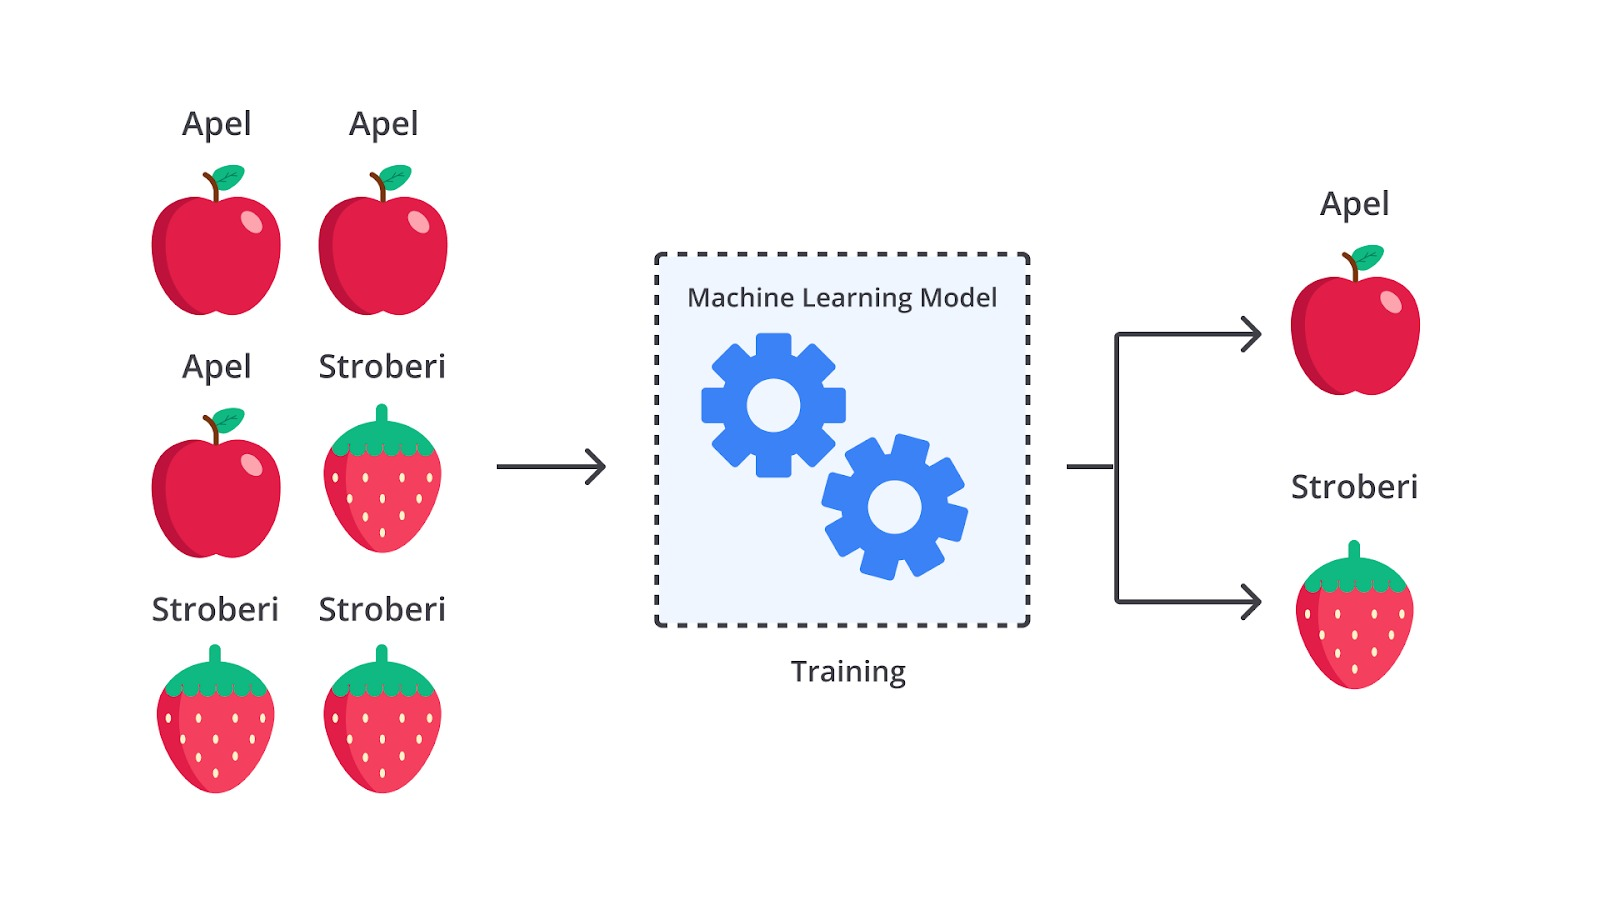 Apel
Apel
Apel
Stroberi
Stroberi
Stroberi
Machine Learning Model
Training
Apel
Stroberi